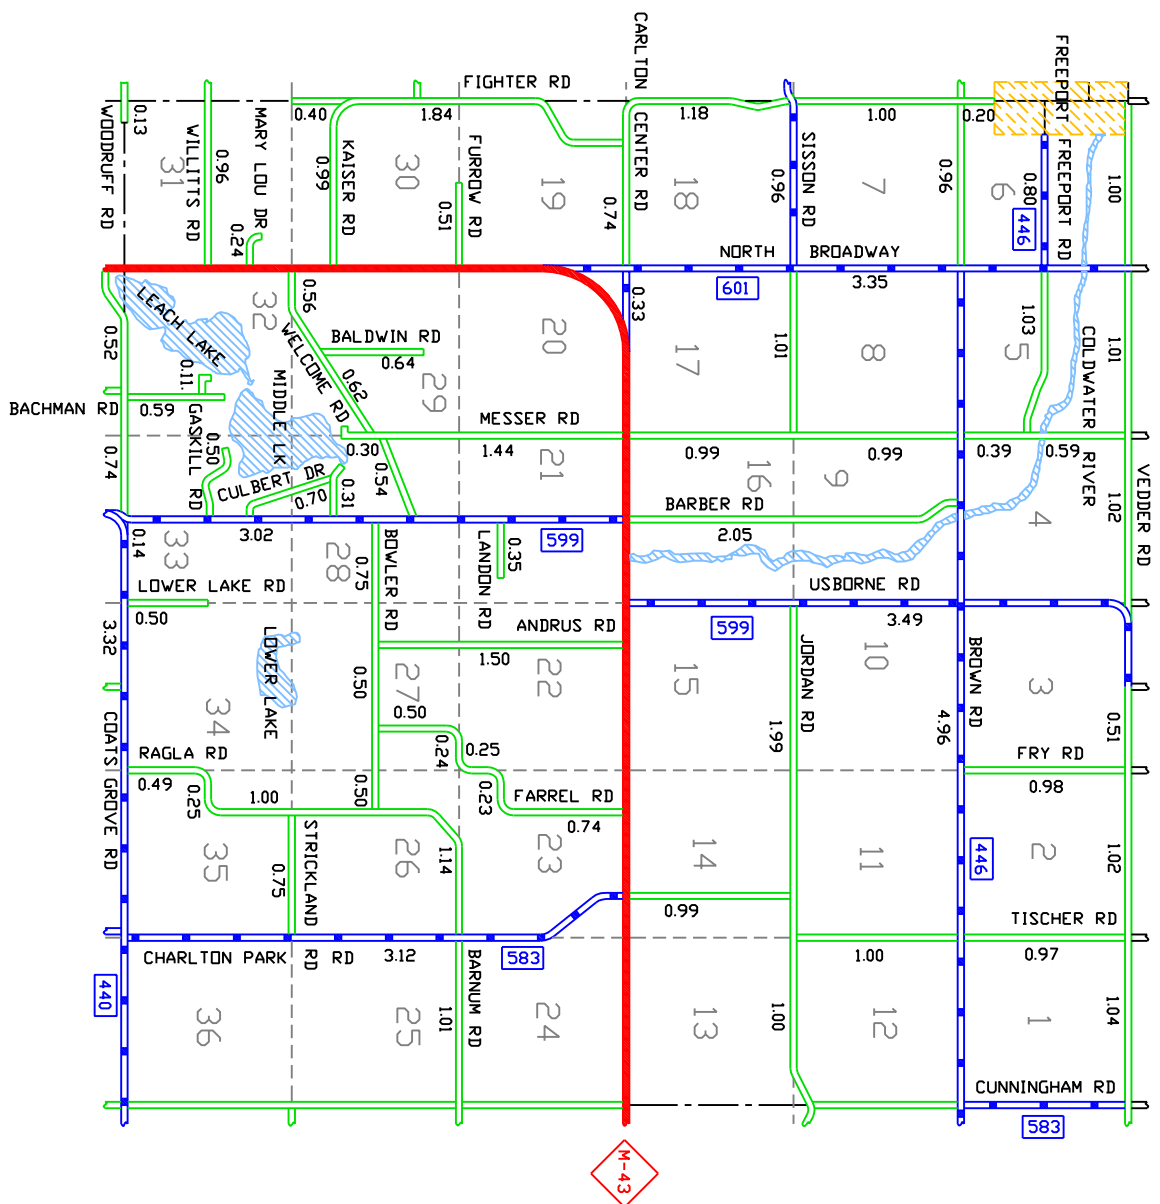 CARLTON
FREEPORT
FIGHTER RD
0.40
1.84
1.18
1.00
0.20
0.13
WOODRUFF RD
WILLITTS RD
0.96
MARY LOU DR
0.24
KAISER RD
0.99
FURROW RD
0.51
CENTER RD
0.74
SISSON RD
0.96
0.96
FREEPORT RD
0.80
446
1.00
31
30
19
18
7
6
NORTH BROADWAY
601
3.35
0.33
0.56
0.52
LEACH LAKE
WELCOME RD
BALDWIN RD
0.64
0.62
1.01
1.03
COLDWATER RIVER
1.01
32
29
20
17
8
5
BACHMAN RD
0.59
0.11
GASKILL RD
0.50
MIDDLE LK
MESSER RD
0.30
1.44
0.99
0.99
0.39
0.59
0.74
CULBERT DR
0.70
0.31
0.54
BARBER RD
2.05
1.02
VEDDER RD
33
28
21
16
9
4
0.14
3.02
599
LOWER LAKE RD
0.50
0.75
BOWLER RD
LANDON RD
0.35
USBORNE RD
599
3.49
3.32
LOWER LAKE
ANDRUS RD
1.50
JORDAN RD
BROWN RD
34
27
22
15
10
3
0.50
0.50
0.24
0.25
1.99
4.96
0.51
RAGLA RD
0.49
0.25
1.00
0.50
0.23
FARREL RD
0.74
FRY RD
0.98
COATS GROVE RD
STRICKLAND RD
0.75
1.14
446
1.02
35
26
23
14
11
2
0.99
TISCHER RD
1.00
0.97
CHARLTON PARK RD
3.12
583
440
BARNUM RD
1.01
1.00
1.04
36
25
24
13
12
1
CUNNINGHAM RD
583
M-43